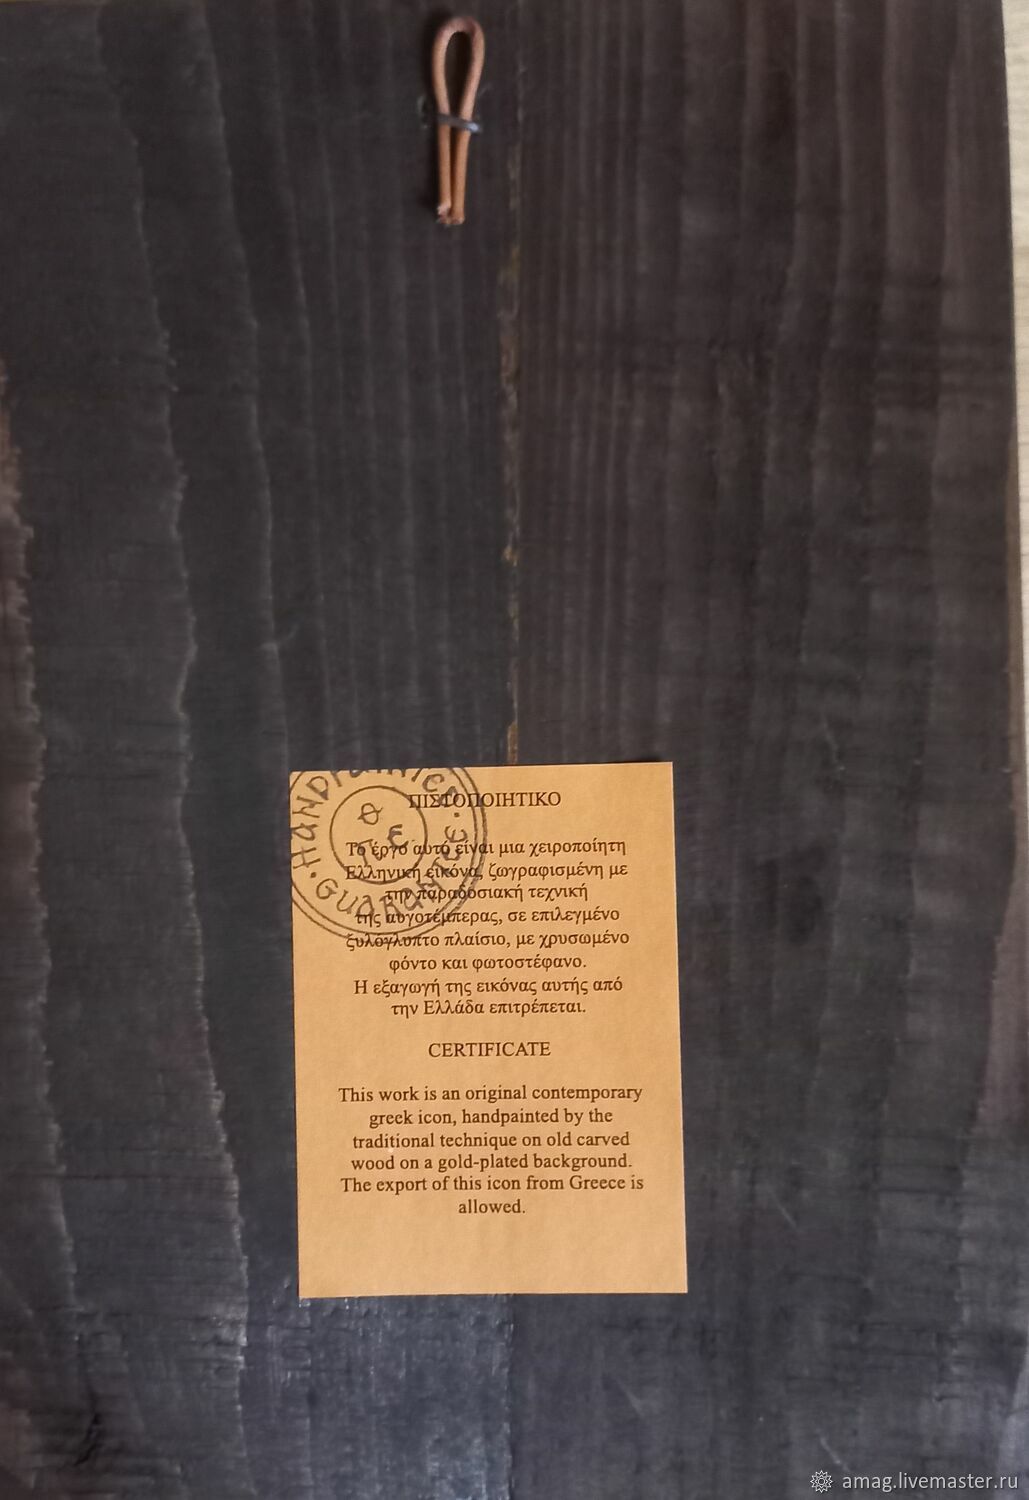 HANDPAINTED
GUARANTEE
ΠΙΣΤΟΠΟΙΗΤΙΚΟ
Το έργο αυτό είναι μια χειροποίητη
Ελληνική εικόνα, ζωγραφισμένη με
την παραδοσιακή τεχνική
της αυγοτέμπερας, σε επιλεγμένο
ξυλόγλυπτο πλαίσιο, με χρυσωμένο
φόντο και φωτοστέφανο.
Η εξαγωγή της εικόνας αυτής από
την Ελλάδα επιτρέπεται.
CERTIFICATE
This work is an original contemporary
greek icon, handpainted by the
traditional technique on old carved
wood on a gold-plated background.
The export of this icon from Greece is
allowed.
amag.livemaster.ru